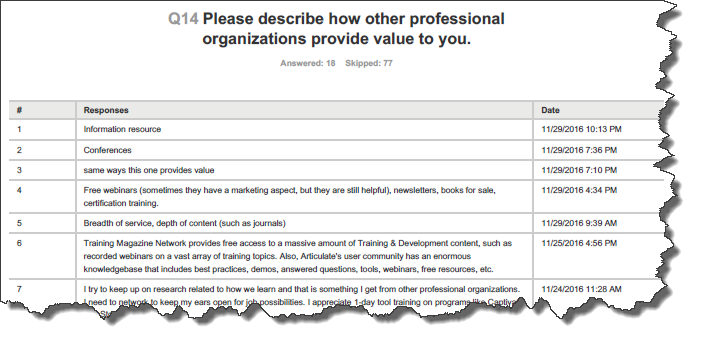 Q14 Please describe how other professional
organizations provide value to you.
Answered: 18 Skipped: 77
# Responses Date
1 Information resource 11/29/2016 10:13 PM
2 Conferences 11/29/2016 7:36 PM
3 same ways this one provides value 11/29/2016 7:10 PM
4 Free webinars (sometimes they have a marketing aspect, but they are still helpful), newsletters, books for sale, 11/29/2016 4:34 PM
certification training.
5 Breadth of service, depth of content (such as journals) 11/29/2016 9:39 AM
6 Training Magazine Network provides free access to a massive amount of Training & Development content, such as 11/25/2016 4:56 PM
recorded webinars on a vast array of training topics. Also, Articulate's user community has an enormous
knowledgebase that includes best practices, demos, answered questions, tools, webinars, free resources, etc.
7 I try to keep up on research related to how we learn and that is something I get from other professional organizations. 11/24/2016 11:28 AM
I need to network to keep my ears open for job possibilities. I appreciate 1-day tool training on programs like